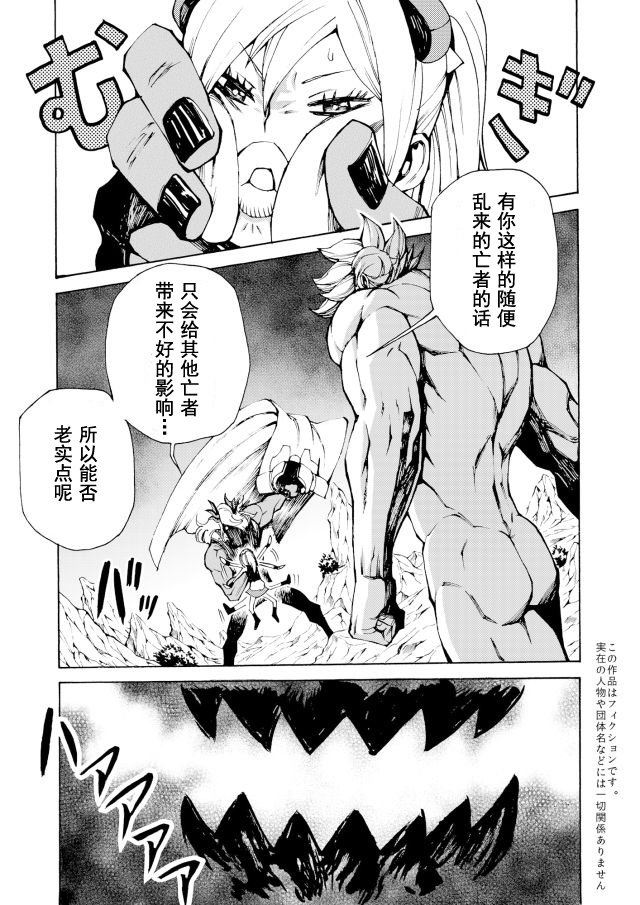 ぎ
む
有你这样的随便
乱来的亡者的话
只会给其他亡者
带来不好的影响…
所以能否
老实点呢
ハアアアァ
この作品はフィクションです。
実在の人物や団体名などには一切関係ありません